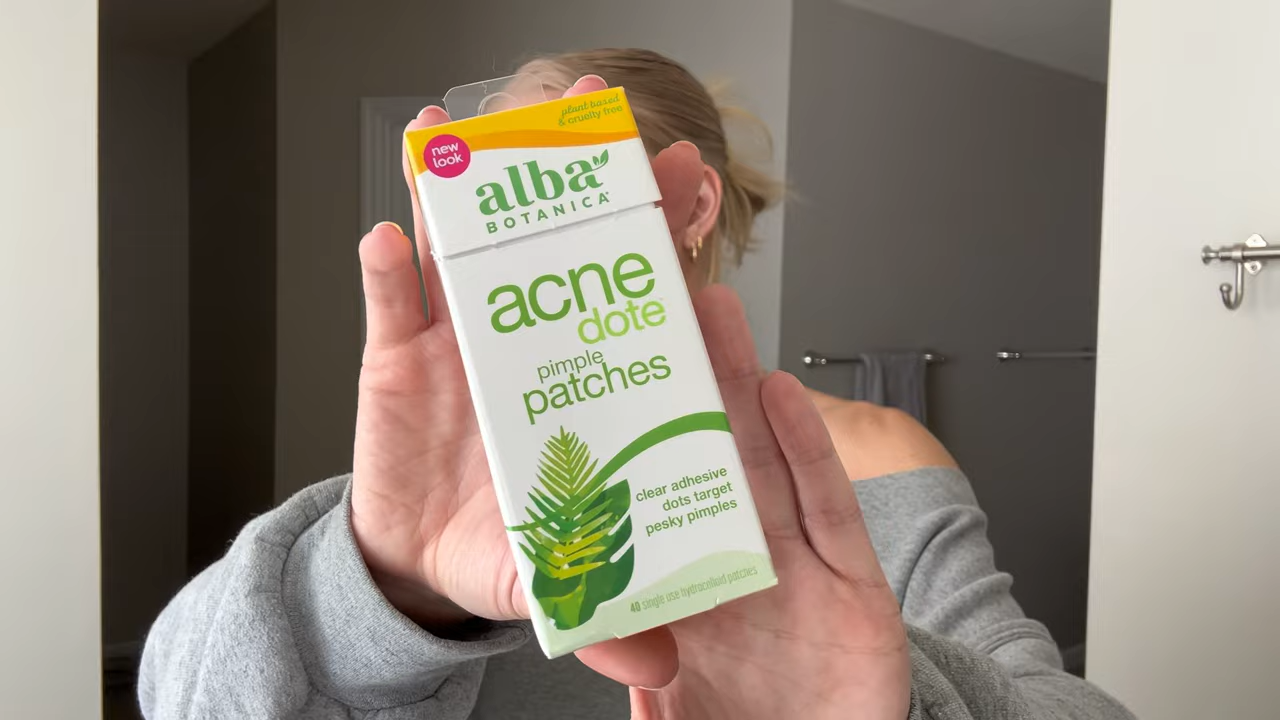 plant based
& cruelty free
new
look
alba
BOTANICA
acne
dote
pimple
patches
clear adhesive
dots target
pesky pimples
40 single use hydrocolloid patches